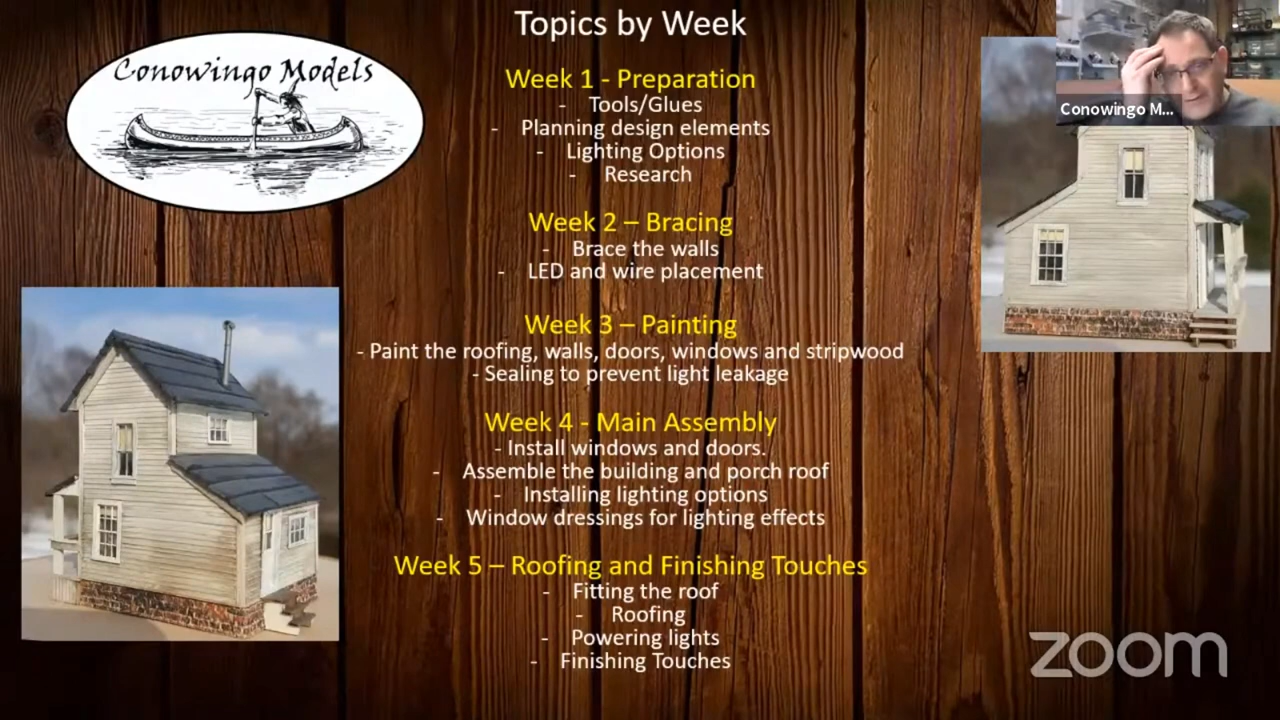 Topics by Week
Conowingo Models
Conowingo M...
Week 1 - Preparation
- Tools/Glues
- Planning design elements
- Lighting Options
- Research
Week 2 – Bracing
- Brace the walls
- LED and wire placement
Week 3 – Painting
- Paint the roofing, walls, doors, windows and stripwood
- Sealing to prevent light leakage
Week 4 - Main Assembly
- Install windows and doors.
- Assemble the building and porch roof
- Installing lighting options
- Window dressings for lighting effects
Week 5 – Roofing and Finishing Touches
- Fitting the roof
- Roofing
- Powering lights
- Finishing Touches
zoom